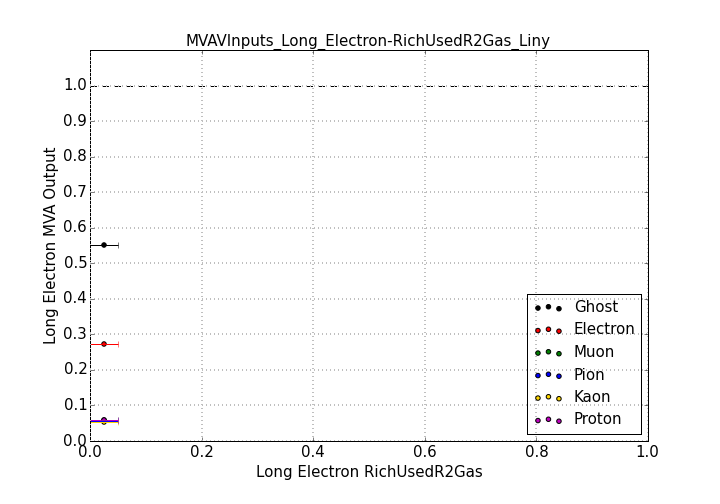 MVAVInputs_Long_Electron-RichUsedR2Gas_Liny
1.0
0.9
0.8
0.7
0.6
0.5
0.4
0.3
0.2
0.1
0.0
Long Electron MVA Output
Ghost
Electron
Muon
Pion
Kaon
Proton
0.0 0.2 0.4 0.6 0.8 1.0
Long Electron RichUsedR2Gas